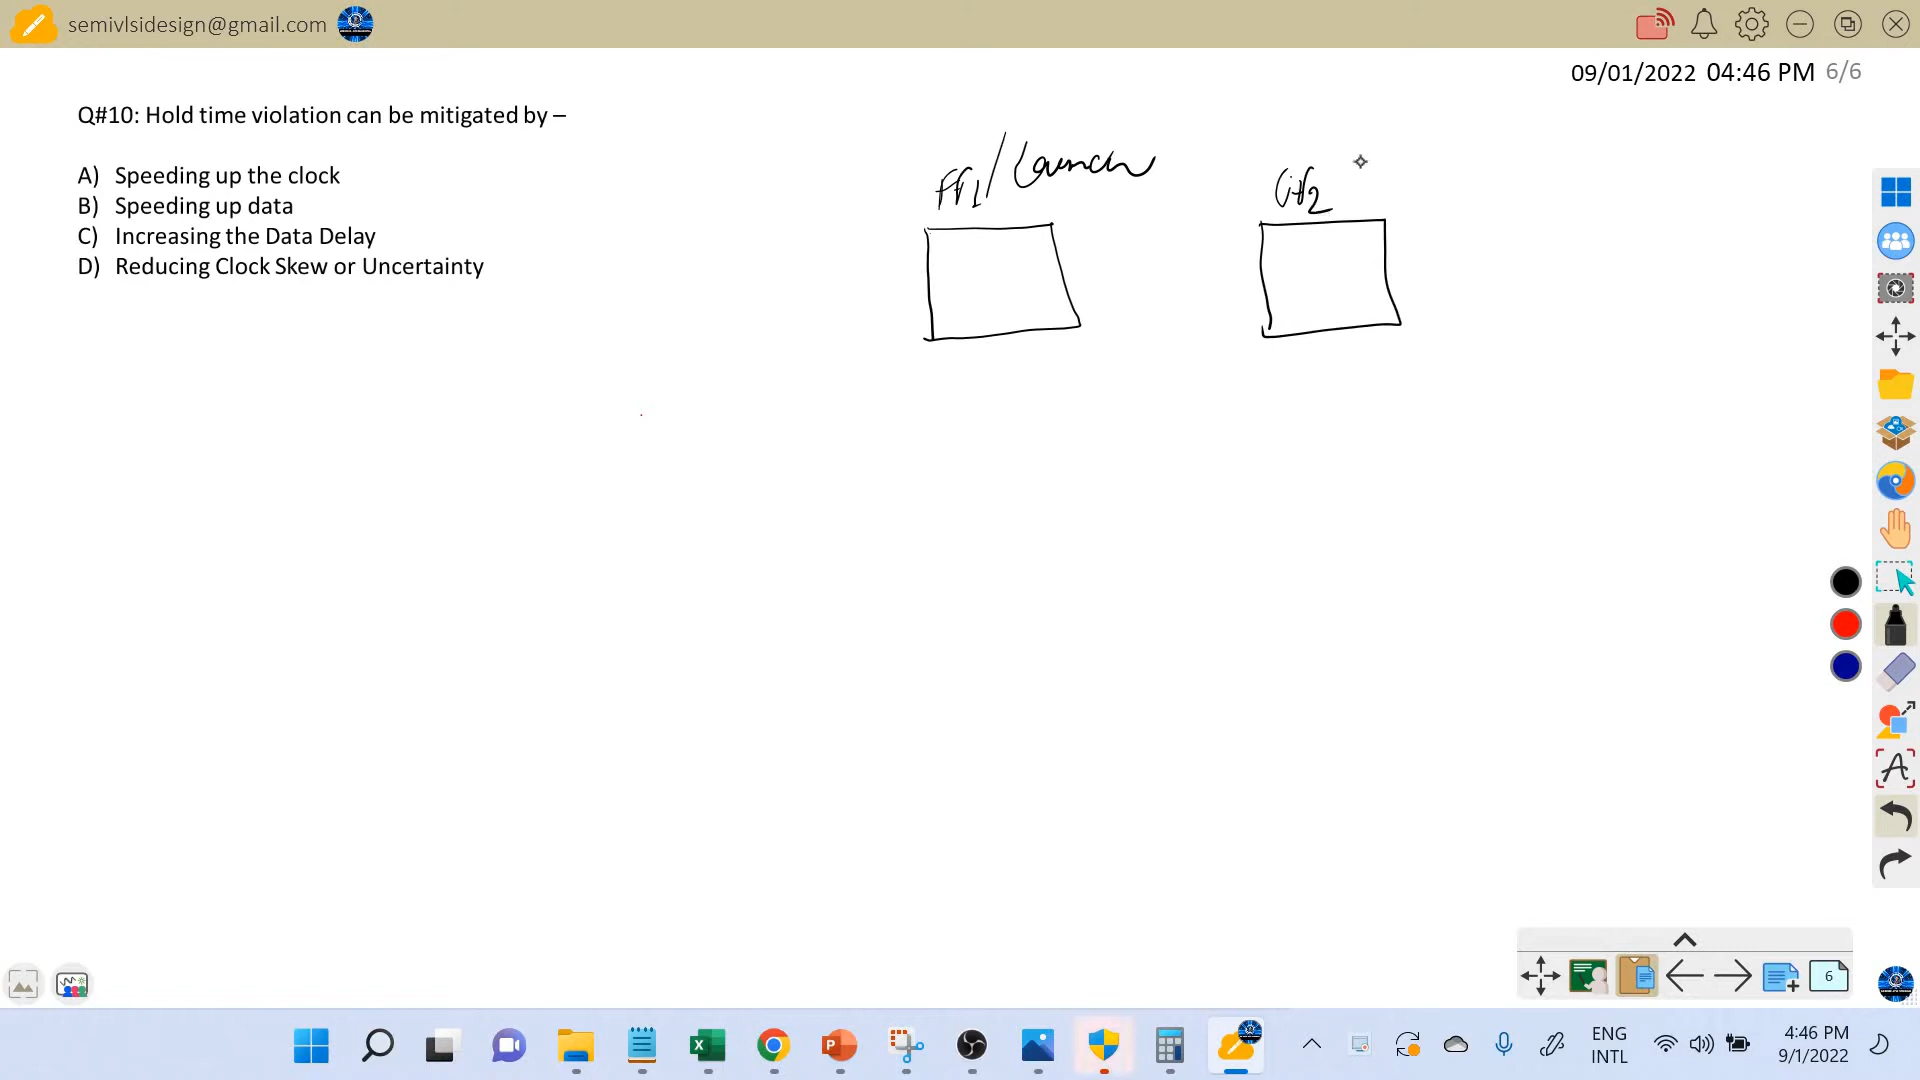 semivlsidesign@gmail.com
09/01/2022 04:46 PM 6/6
Q#10: Hold time violation can be mitigated by –
A) Speeding up the clock
B) Speeding up data
C) Increasing the Data Delay
D) Reducing Clock Skew or Uncertainty
FF1/Launch
6
ENG
INTL
4:46 PM
9/1/2022